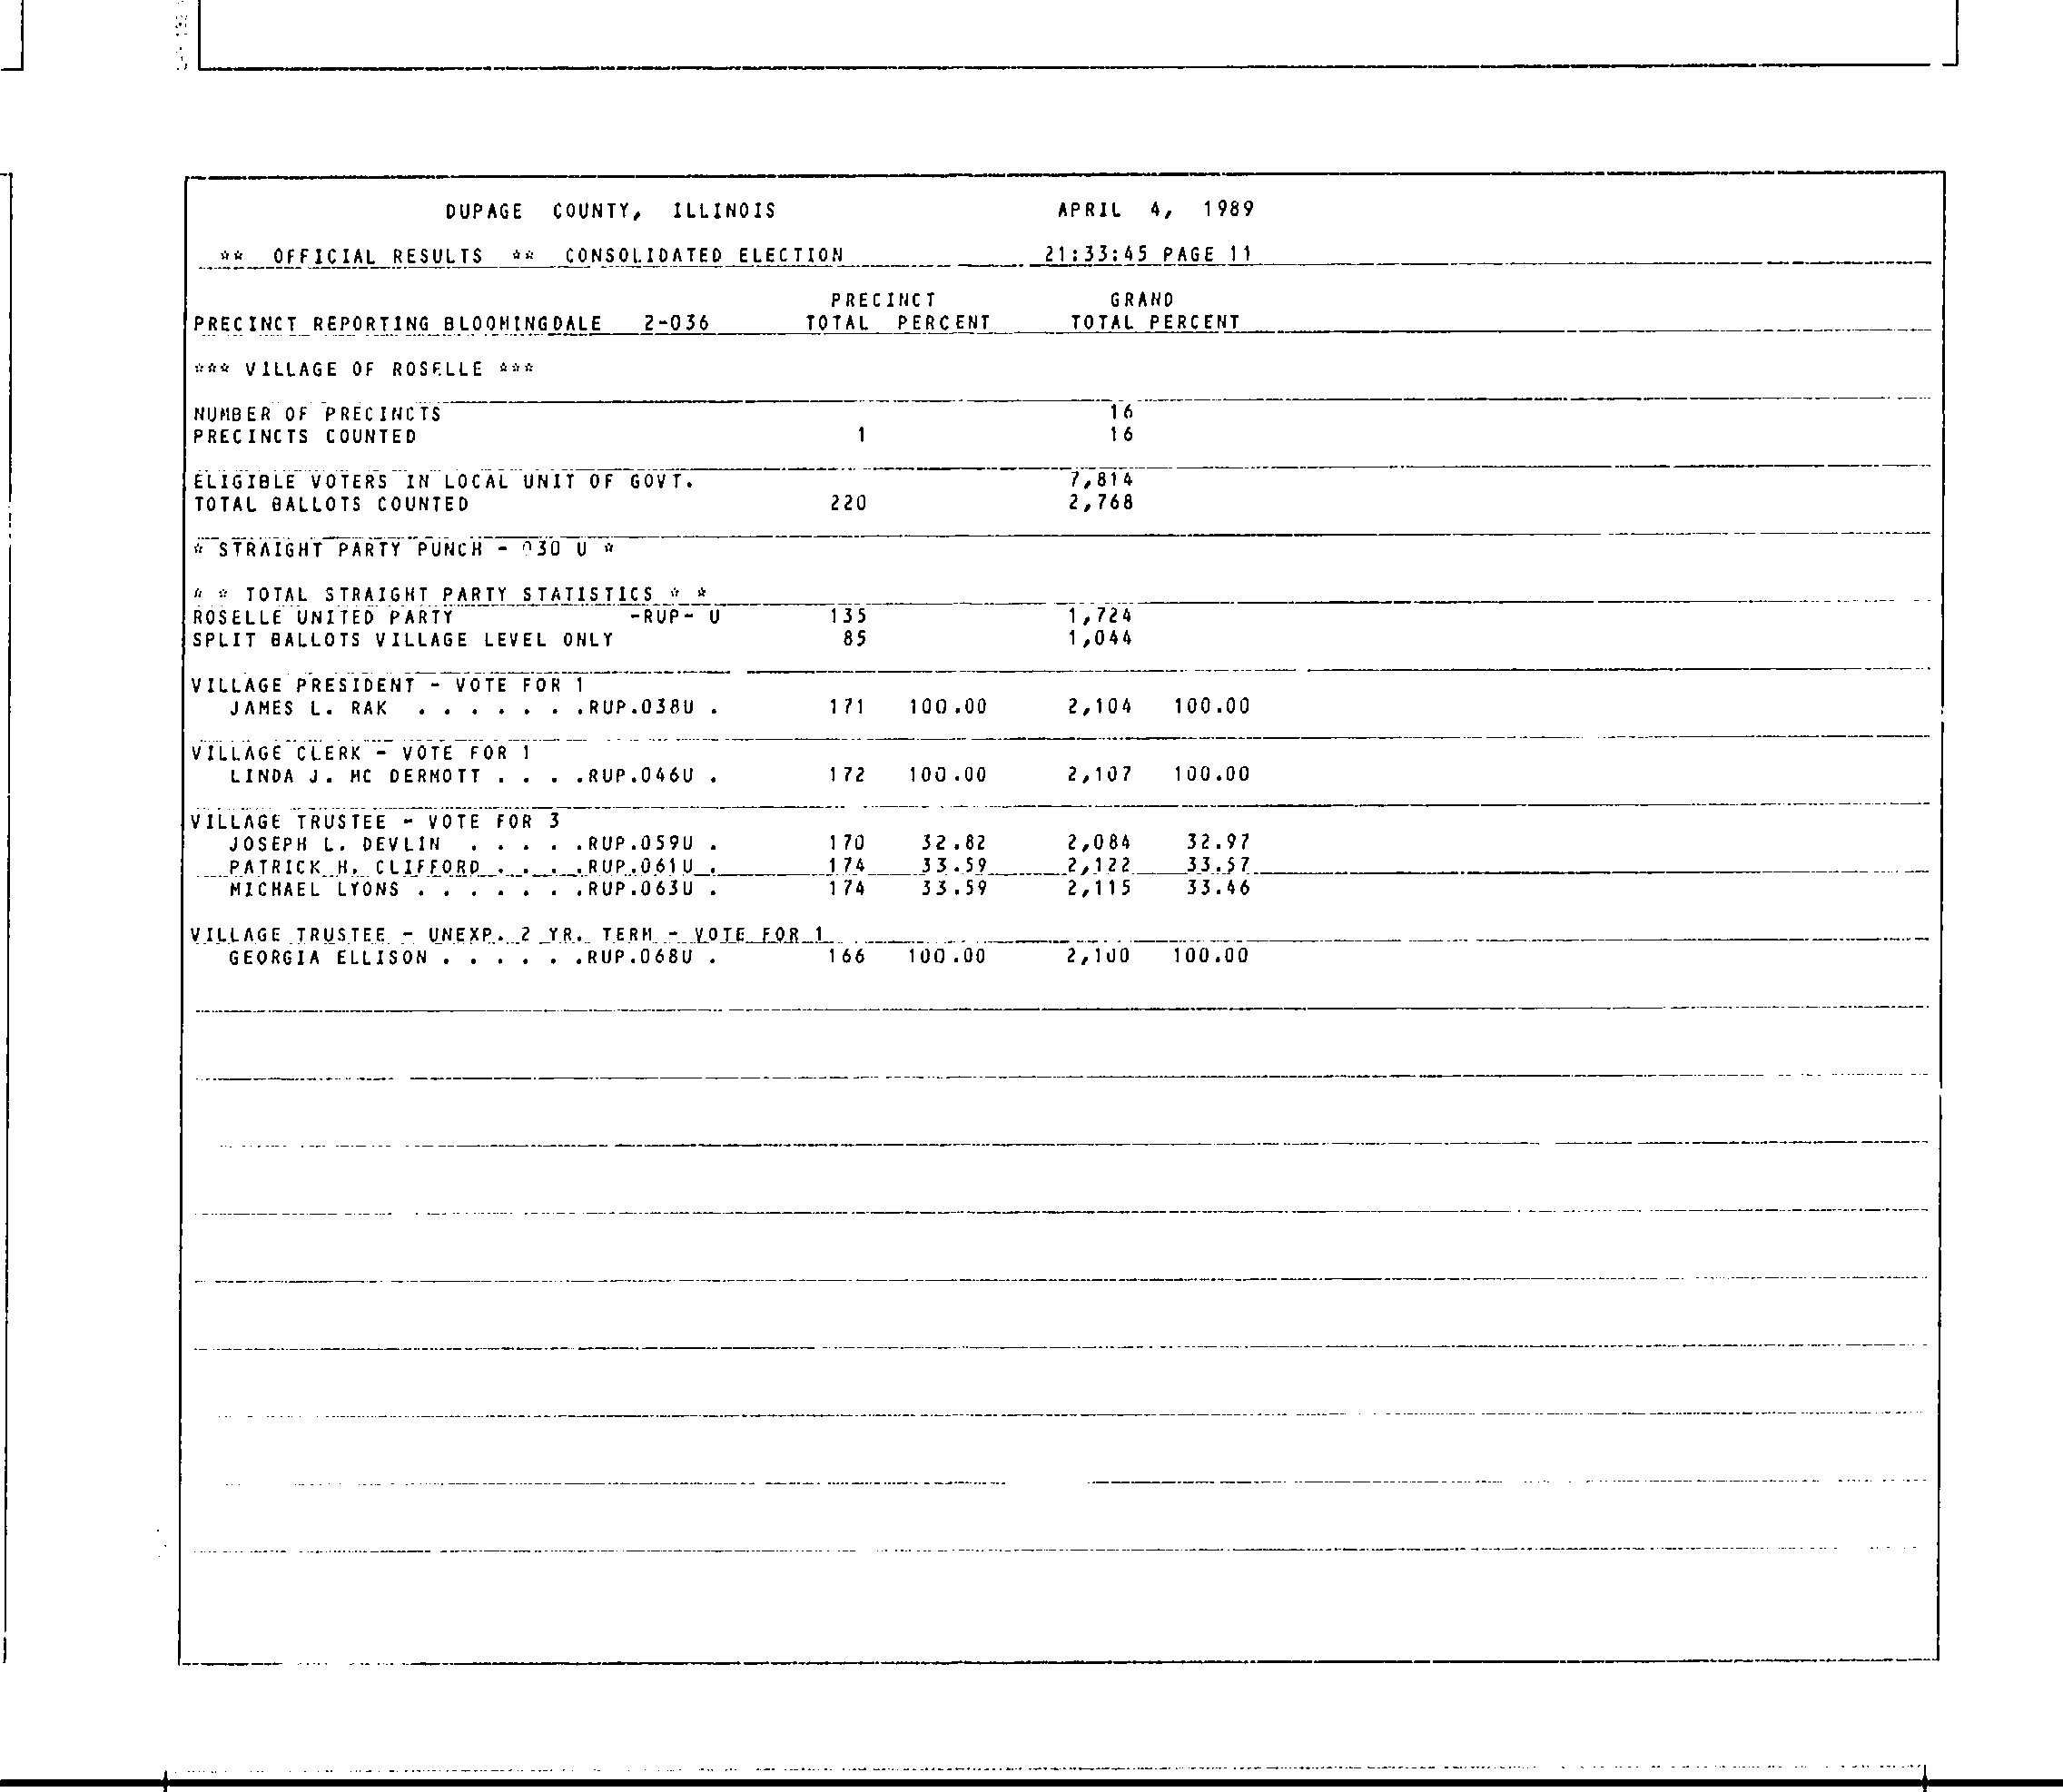 DUPAGE COUNTY, ILLINOIS APRIL 4, 1989
** OFFICIAL RESULTS ** CONSOLIDATED ELECTION 21:33:45 PAGE 11
PRECINCT GRAND
PRECINCT REPORTING BLOOMINGDALE 2-036 TOTAL PERCENT TOTAL PERCENT
*** VILLAGE OF ROSELLE ***
NUMBER OF PRECINCTS 16
PRECINCTS COUNTED 1 16
ELIGIBLE VOTERS IN LOCAL UNIT OF GOVT. 7,814
TOTAL BALLOTS COUNTED 220 2,768
* STRAIGHT PARTY PUNCH - 030 U *
* * TOTAL STRAIGHT PARTY STATISTICS * *
ROSELLE UNITED PARTY -RUP- U 135 1,724
SPLIT BALLOTS VILLAGE LEVEL ONLY 85 1,044
VILLAGE PRESIDENT - VOTE FOR 1
JAMES L. RAK . . . . . . .RUP.038U . 171 100.00 2,104 100.00
VILLAGE CLERK - VOTE FOR 1
LINDA J. MC DERMOTT . . . .RUP.046U . 172 100.00 2,107 100.00
VILLAGE TRUSTEE - VOTE FOR 3
JOSEPH L. DEVLIN . . . . .RUP.059U . 170 32.82 2,084 32.97
PATRICK H. CLIFFORD . . . .RUP.061U . 174 33.59 2,122 33.57
MICHAEL LYONS . . . . . . .RUP.063U . 174 33.59 2,115 33.46
VILLAGE TRUSTEE - UNEXP. 2 YR. TERM - VOTE FOR 1
GEORGIA ELLISON . . . . . .RUP.068U . 166 100.00 2,100 100.00